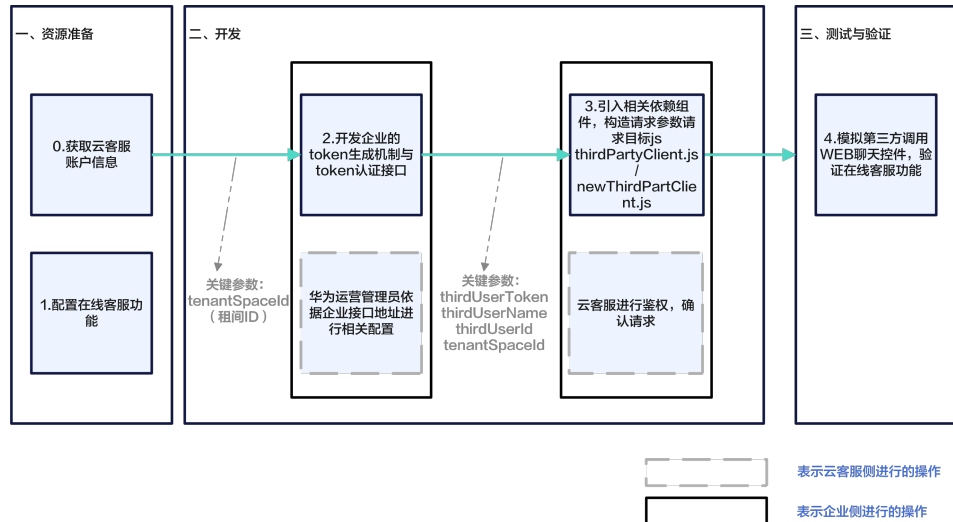 一、资源准备
二、开发
三、测试与验证
0.获取云客服
账户信息
1.配置在线客服功
能
关键参数：
tenantSpaceId
（租间ID）
2.开发企业的
token生成机制与
token认证接口
华为运营管理员依
据企业接口地址进
行相关配置
关键参数：
thirdUserToken
thirdUserName
thirdUserId
tenantSpaceId
3.引入相关依赖组
件，构造请求参数请
求目标js
thirdPartyClient.js
/
newThirdPartClie
nt.js
云客服进行鉴权，确
认请求
4.模拟第三方调用
WEB聊天控件，验
证在线客服功能
表示云客服侧进行的操作
表示企业侧进行的操作